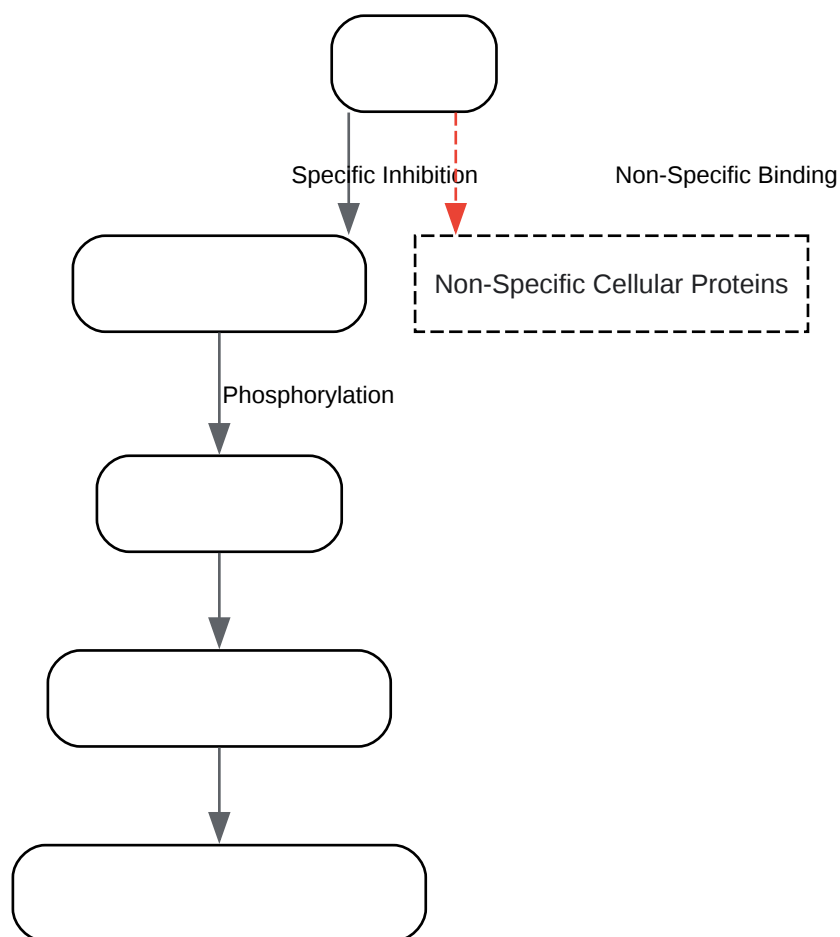 Specific Inhibition
Non-Specific Binding
Non-Specific Cellular Proteins
Phosphorylation